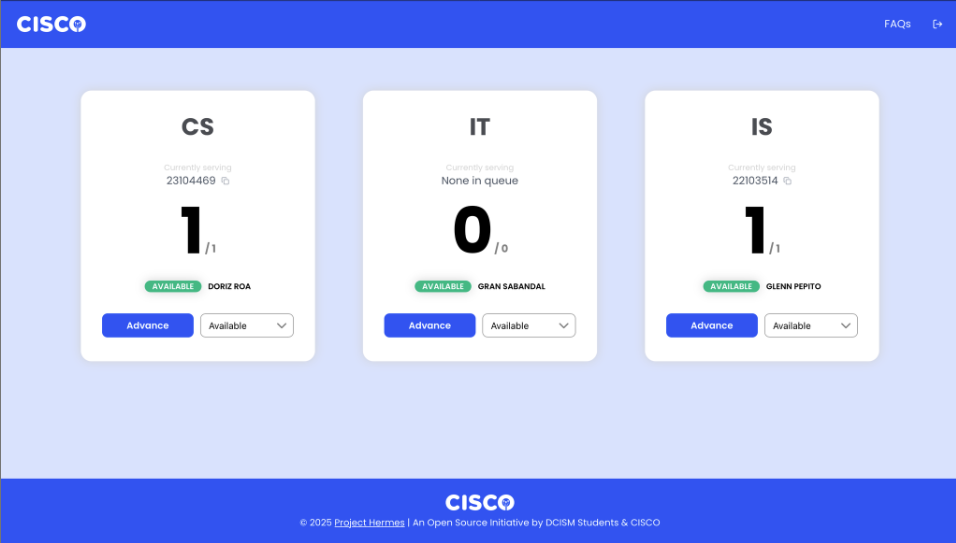 CISCO
FAQs
CS
Currently serving
23104469
1 / 1
AVAILABLE DORIZ ROA
Advance Available
IT
Currently serving
None in queue
0 / 0
AVAILABLE GRAN SABANDAL
Advance Available
IS
Currently serving
22103514
1 / 1
AVAILABLE GLENN PEPITO
Advance Available
CISCO
© 2025 Project Hermes | An Open Source Initiative by DCISM Students & CISCO